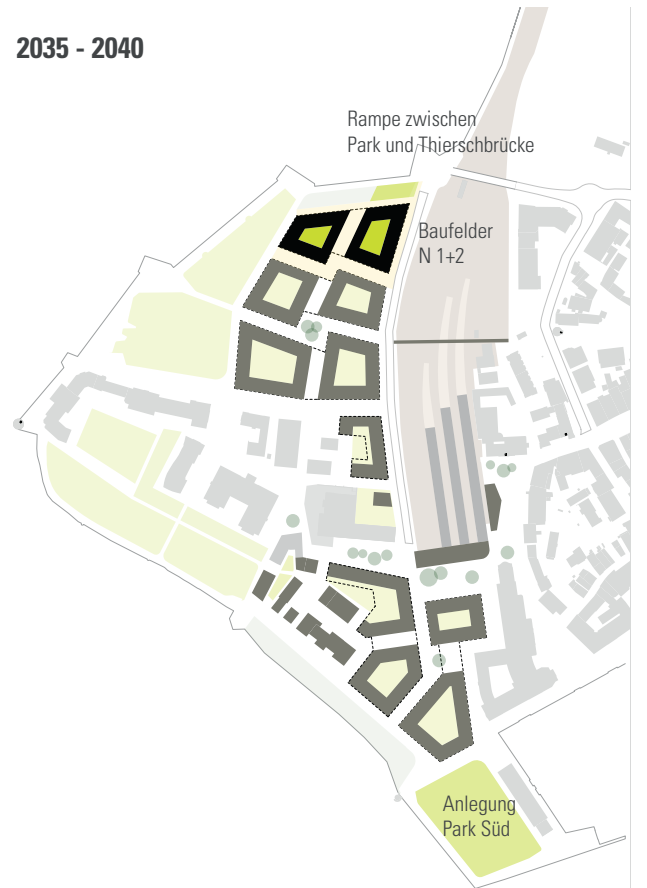 2035 - 2040
Rampe zwischen
Park und Thierschbrücke
Baufelder
N 1+2
Anlegung
Park Süd